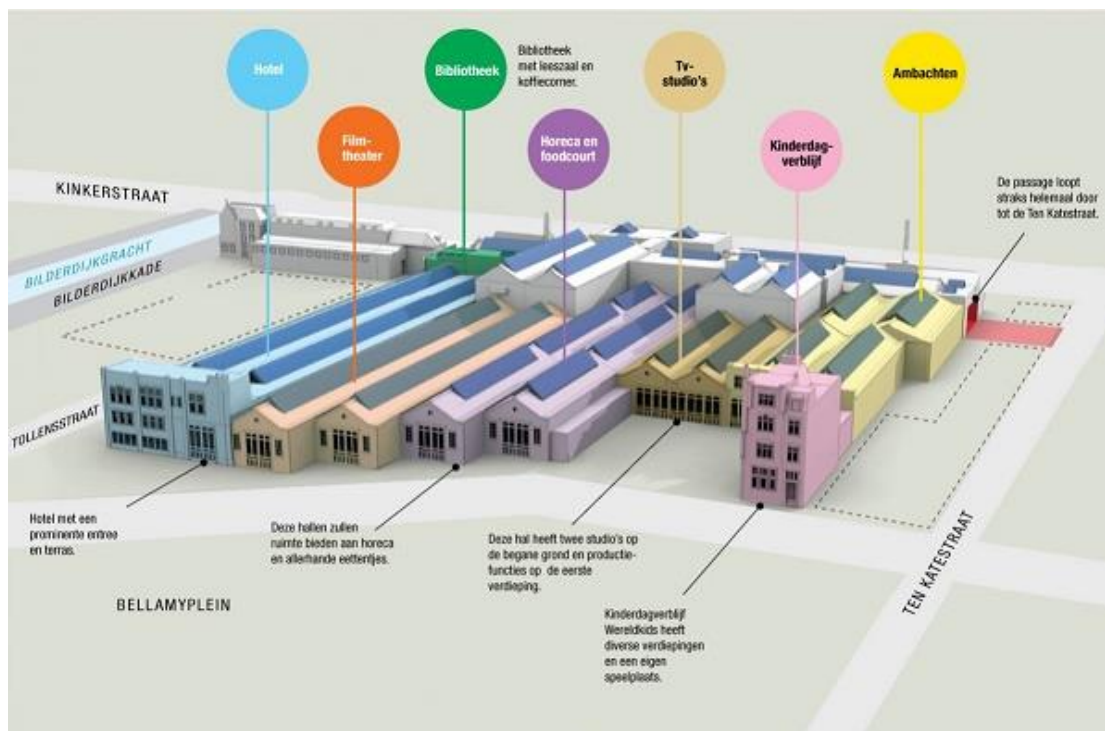 Hotel
Bibliotheek
Bibliotheek
met leeszaal en
koffiecorner.
Tv-
studio's
Ambachten
Film-
theater
Horeca en
foodcourt
Kinderdag-
verblijf
De passage loopt
straks helemaal door
tot de Ten Katestraat.
KINKERSTRAAT
BILDERDIJKGRACHT
BILDERDIJKKADE
TOLLENSSTRAAT
Hotel met een
prominente entree
en terras.
Deze hallen zullen
ruimte bieden aan horeca
en allerhande eettentjes.
Deze hal heeft twee studio's op
de begane grond en productie-
functies op de eerste
verdieping.
Kinderdagverblijf
Wereldkids heeft
diverse verdiepingen
en een eigen
speelplaats.
BELLAMYPLEIN
TEN KATESTRAAT